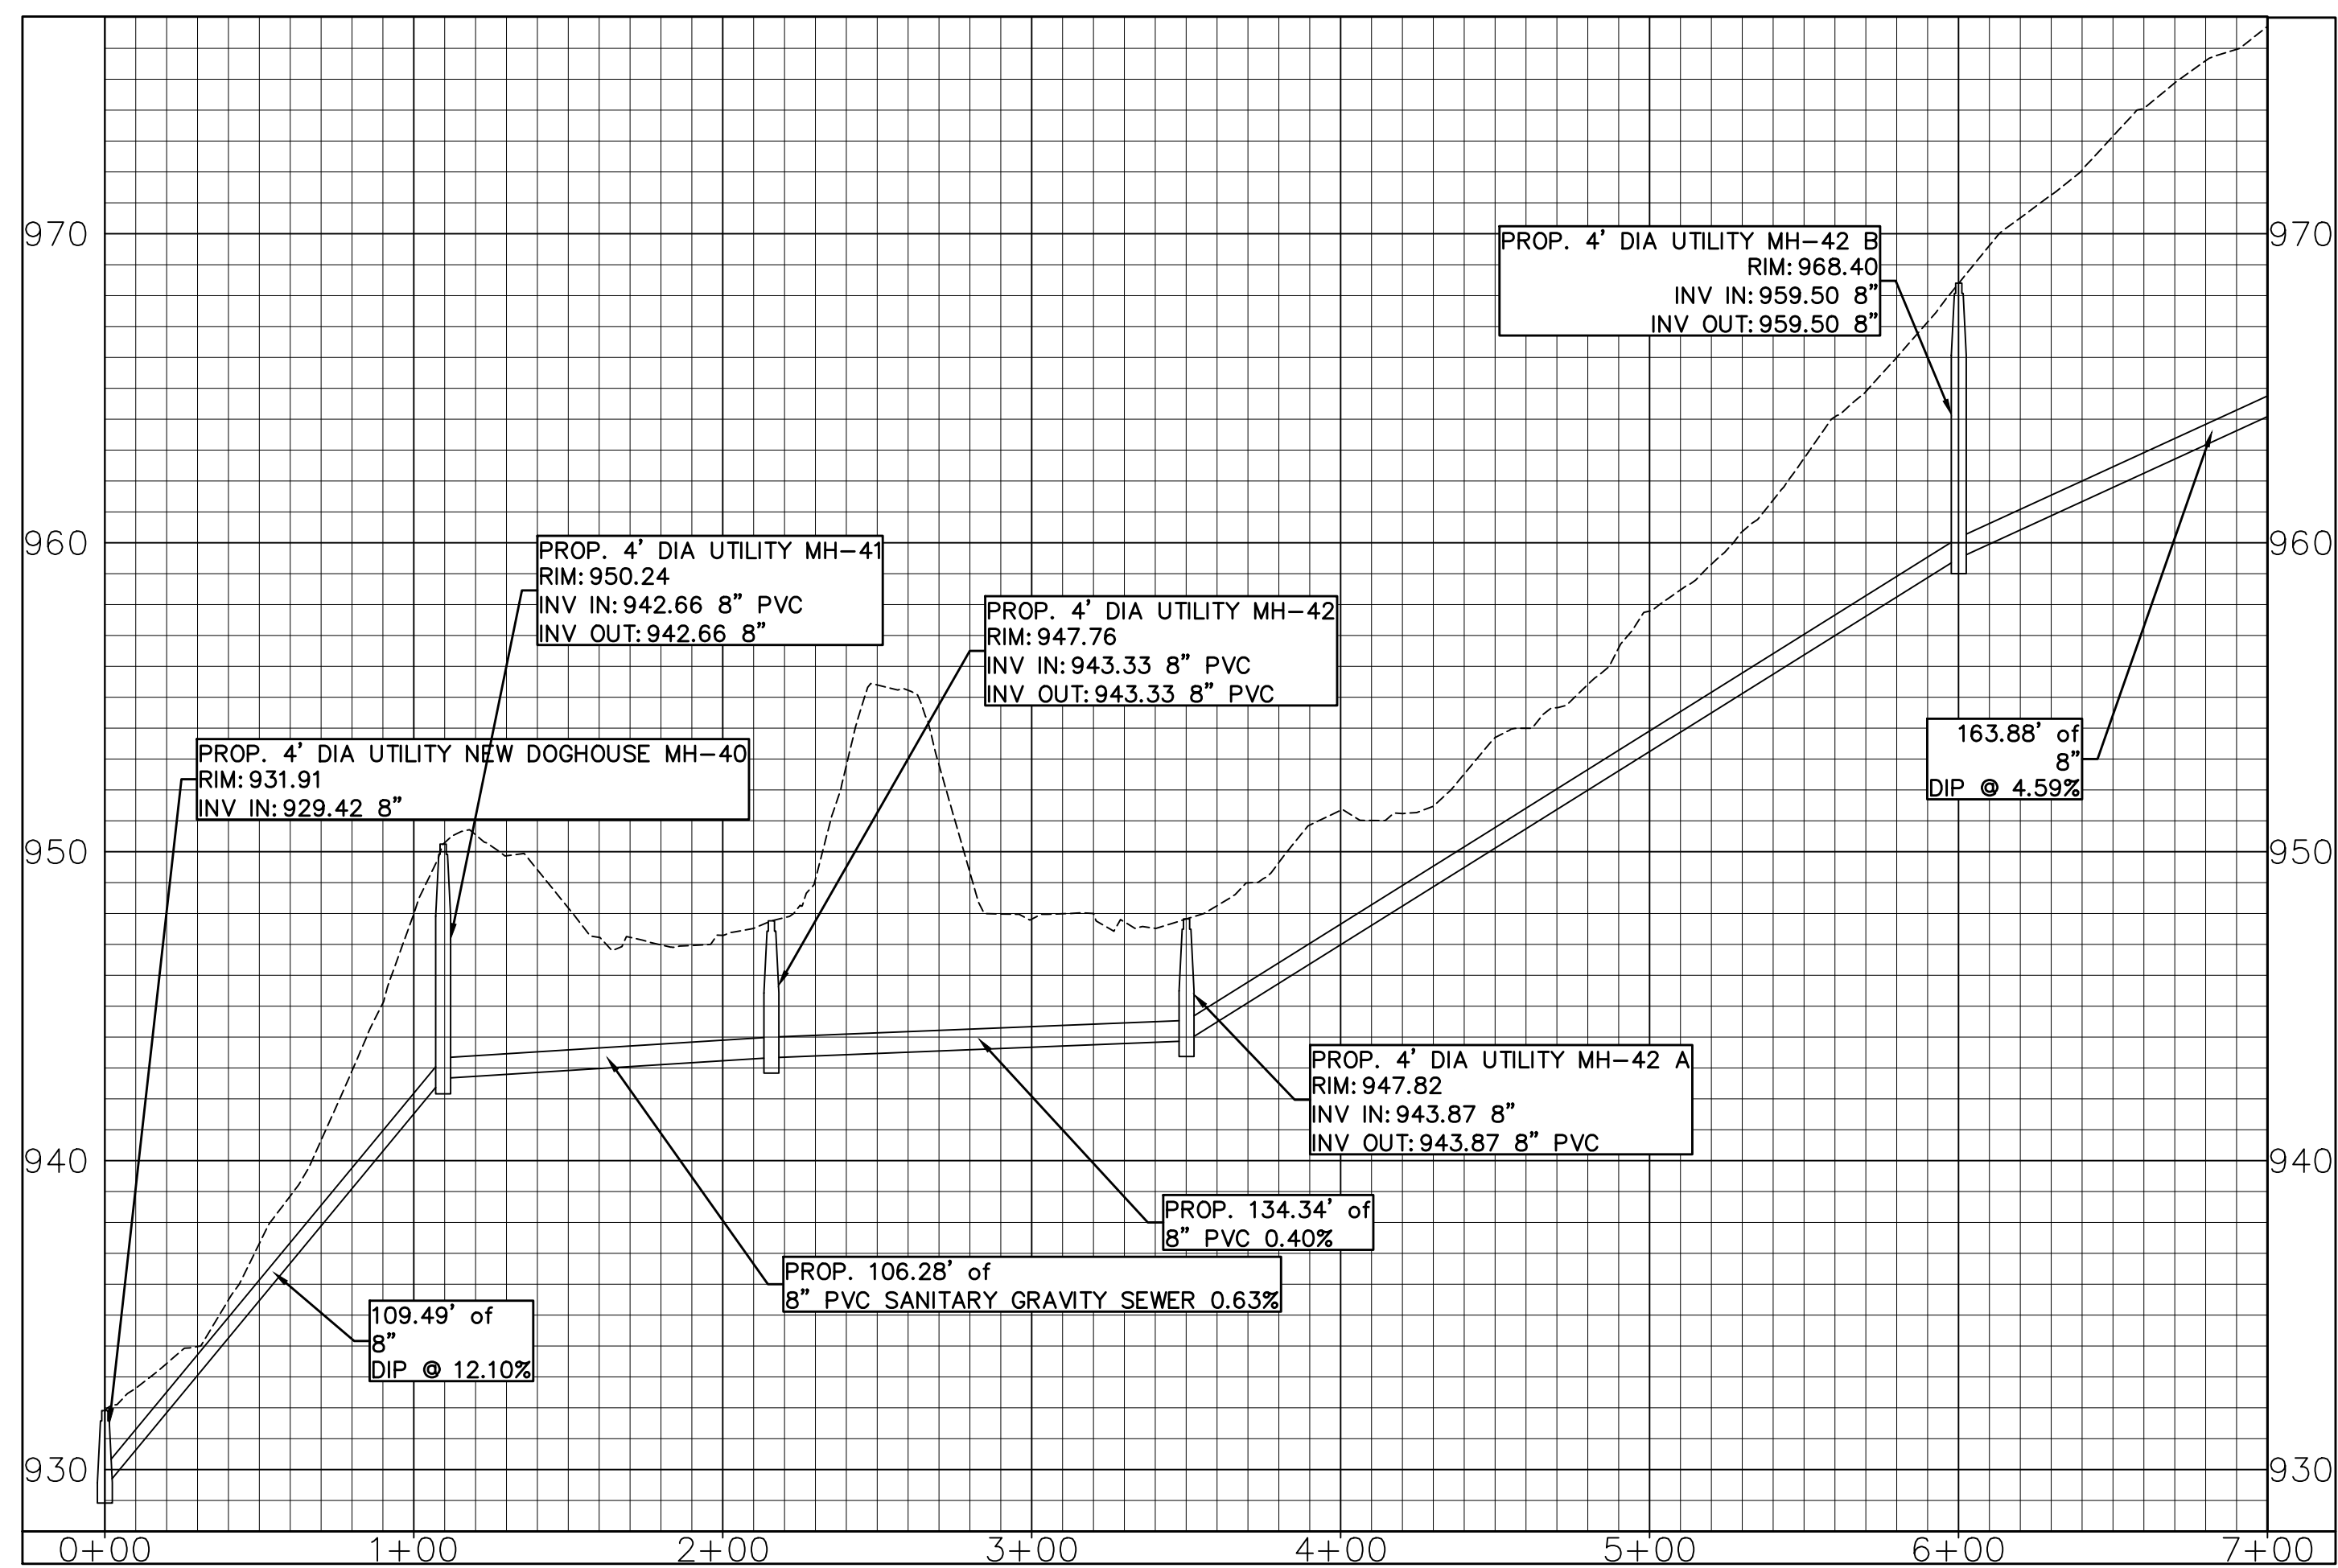 970
970
PROP. 4' DIA UTILITY MH-42 B
RIM: 968.40
INV IN: 959.50 8"
INV OUT: 959.50 8"
960
960
PROP. 4' DIA UTILITY MH-41
RIM: 950.24
INV IN: 942.66 8" PVC
INV OUT: 942.66 8"
PROP. 4' DIA UTILITY MH-42
RIM: 947.76
INV IN: 943.33 8" PVC
INV OUT: 943.33 8" PVC
PROP. 4' DIA UTILITY NEW DOGHOUSE MH-40
RIM: 931.91
INV IN: 929.42 8"
163.88' of
8"
DIP @ 4.59%
950
950
PROP. 4' DIA UTILITY MH-42 A
RIM: 947.82
INV IN: 943.87 8"
INV OUT: 943.87 8" PVC
940
940
PROP. 134.34' of
8" PVC 0.40%
PROP. 106.28' of
8" PVC SANITARY GRAVITY SEWER 0.63%
109.49' of
8"
DIP @ 12.10%
930
930
0+00 1+00 2+00 3+00 4+00 5+00 6+00 7+00